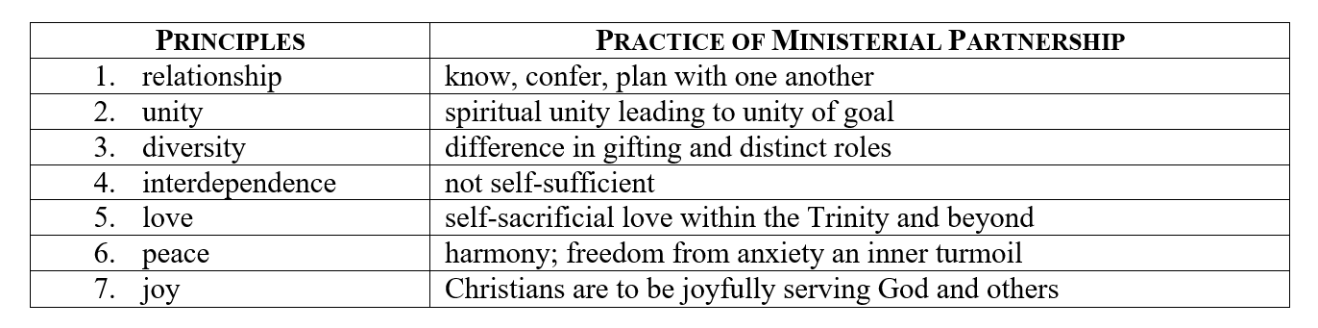 PRINCIPLES PRACTICE OF MINISTERIAL PARTNERSHIP
1. relationship know, confer, plan with one another
2. unity spiritual unity leading to unity of goal
3. diversity difference in gifting and distinct roles
4. interdependence not self-sufficient
5. love self-sacrificial love within the Trinity and beyond
6. peace harmony; freedom from anxiety an inner turmoil
7. joy Christians are to be joyfully serving God and others